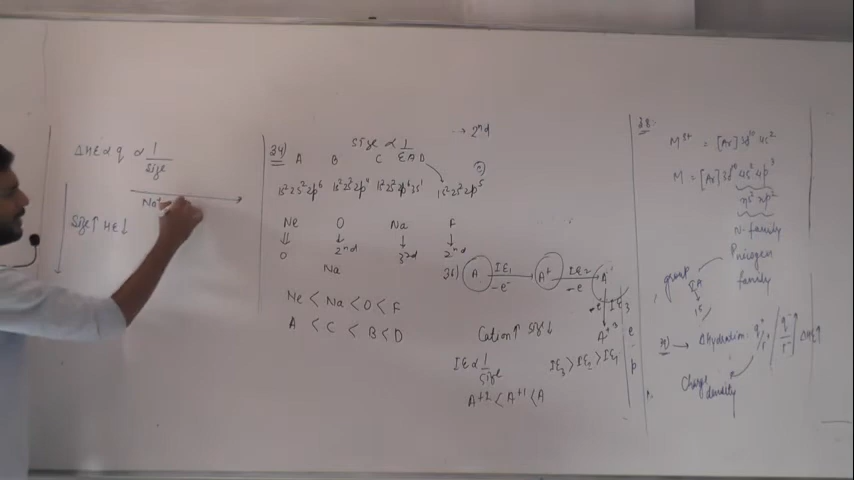 ΔHE ∝ q ∝ 1/size
Size↑ HE↓
Na+
34)
size ∝ 1/EAD
→ 2nd
A B C D
1s²2s²2p⁶ 1s²2s²2p⁴ 1s²2s²2p⁶3s¹ 1s²2s²2p⁵
Ne O Na F
0 2nd 3rd 2nd
Na
Ne < Na < O < F
A < C < B < D
36) A IE₁ -e⁻ → A⁺ IE₂ -e → A
-e IE₃
A⁺³
Cation↑ Size↓
IE ∝ 1/size
IE₃ > IE₂ > IE₁
A⁺² < A⁺¹ < A
e
p
38.
M³⁺ = [Ar]3d¹⁰ 4s²
M = [Ar]3d¹⁰ 4s² 4p³
ns² np³
N-family
Pnicogen
family
group
15
→ ΔHydration q⁺/r⁺ q⁻/r⁻ ↑
Charge
density